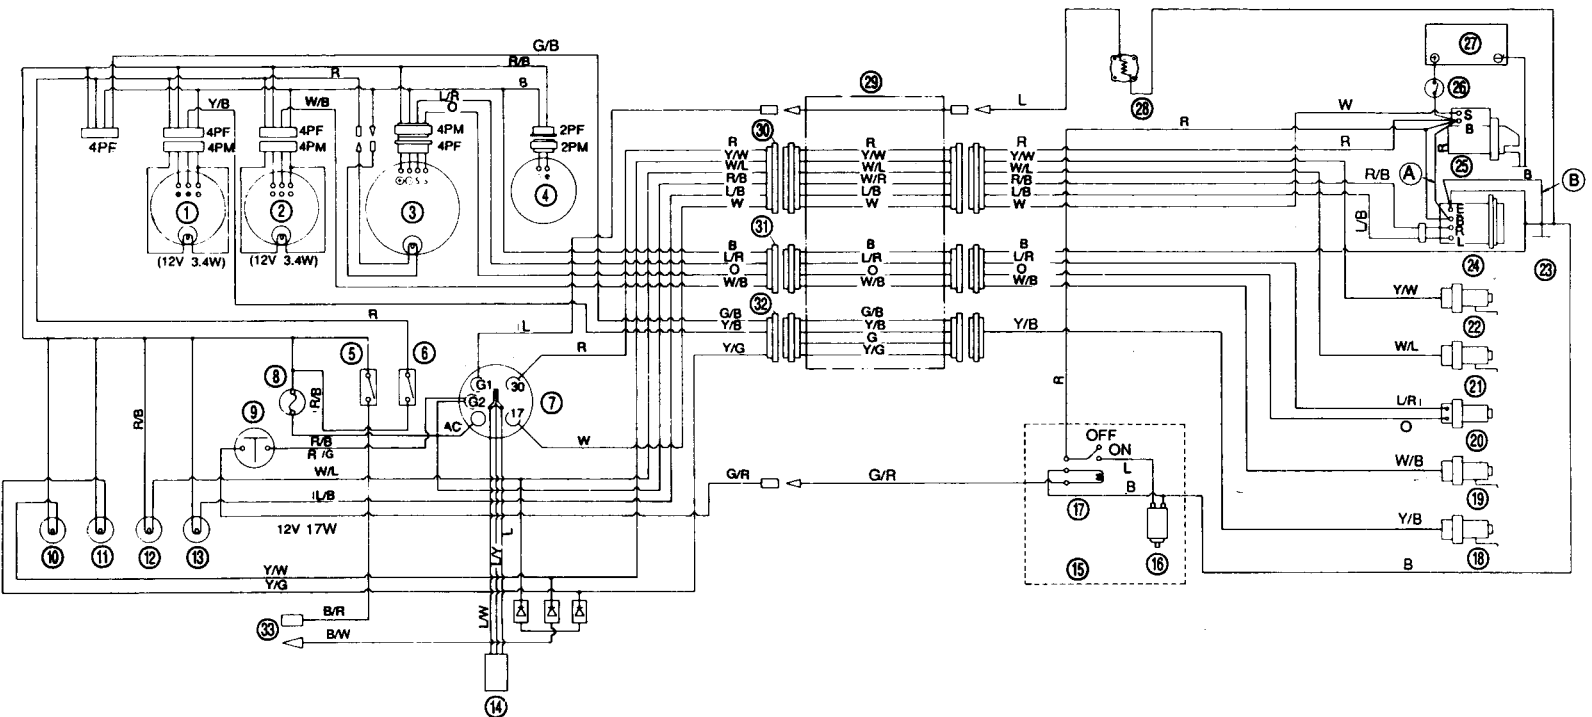 G/B
R/B
R
B
L/R
O
Y/B
W/B
4PF
4PF
4PM
4PF
4PM
4PM
4PF
2PF
2PM
1
2
3
4
(12V 3.4W)
(12V 3.4W)
29
30
L
28
27
26
W
R
R
S
B
R
25
A
B
B
R/B
L/B
E
B
R
L
24
23
R
Y/W
W/L
R/B
L/B
W
R
Y/W
W/L
W/R
L/B
W
R
Y/W
W/L
R/B
L/B
W
31
B
L/R
O
W/B
B
L/R
O
W/B
B
L/R
O
W/B
32
G/B
Y/B
Y/G
G/B
Y/B
G
Y/G
Y/B
R
L
R
5
6
8
9
G1
G2
30
17
AC
7
W
R/B
R/B
R/B
R/G
W/L
L/B
12V 17W
10
11
12
13
Y/W
Y/G
B/R
B/W
33
L/W
L/Y
L
14
G/R
G/R
R
OFF
ON
L
B
17
16
15
B
Y/W
22
W/L
21
L/R
O
20
W/B
19
Y/B
18